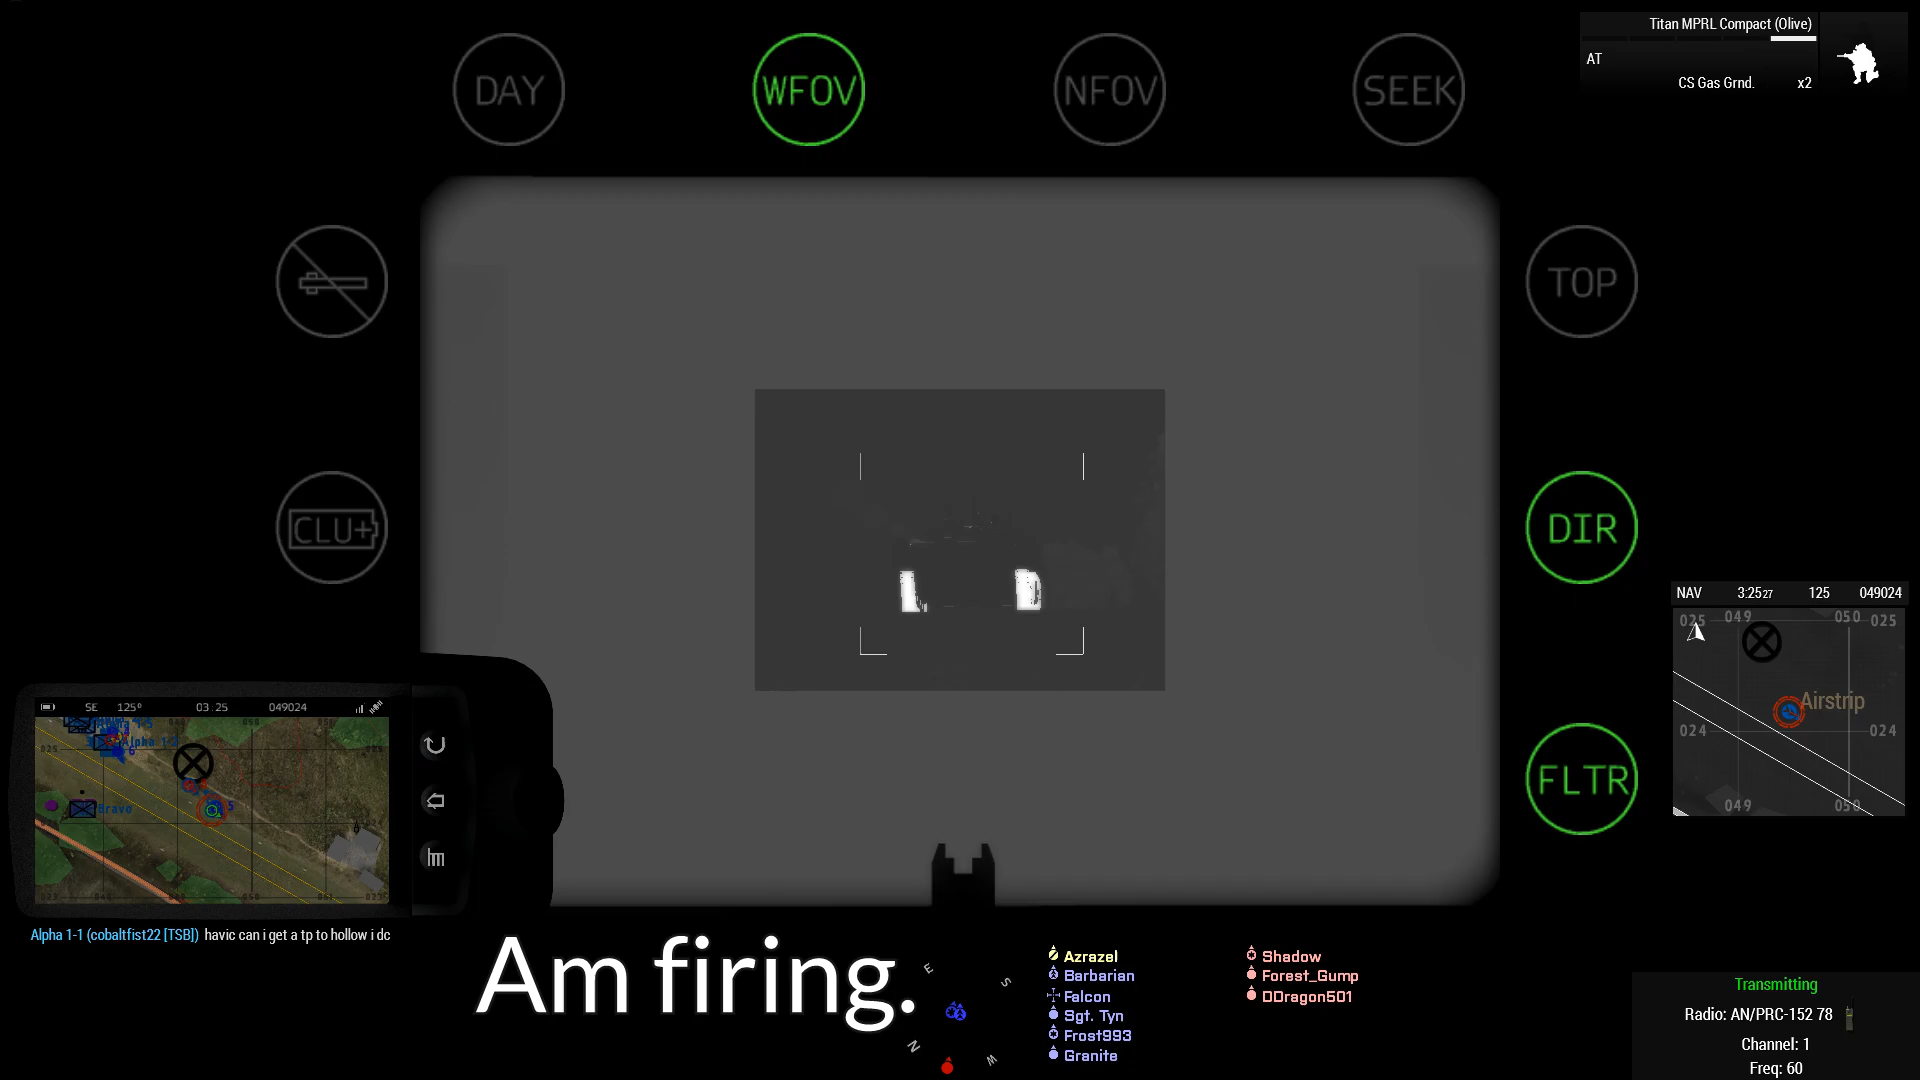 DAY
WFOV
NFOV
SEEK
Titan MPRL Compact (Olive)
AT
CS Gas Grnd. x2
TOP
CLU+
DIR
FLTR
NAV 3:25 27 125 049024
025 049 050 025
Airstrip
024 024
049 050
SE 125° 03:25 049024
Bravo
5
Alpha 1-1 (cobaltfist22 [TSB]) havic can i get a tp to hollow i dc
Am firing.
E
S
N
W
Azrazel
Barbarian
Falcon
Sgt. Tyn
Frost993
Granite
Shadow
Forest_Gump
DDragon501
Transmitting
Radio: AN/PRC-152 78
Channel: 1
Freq: 60